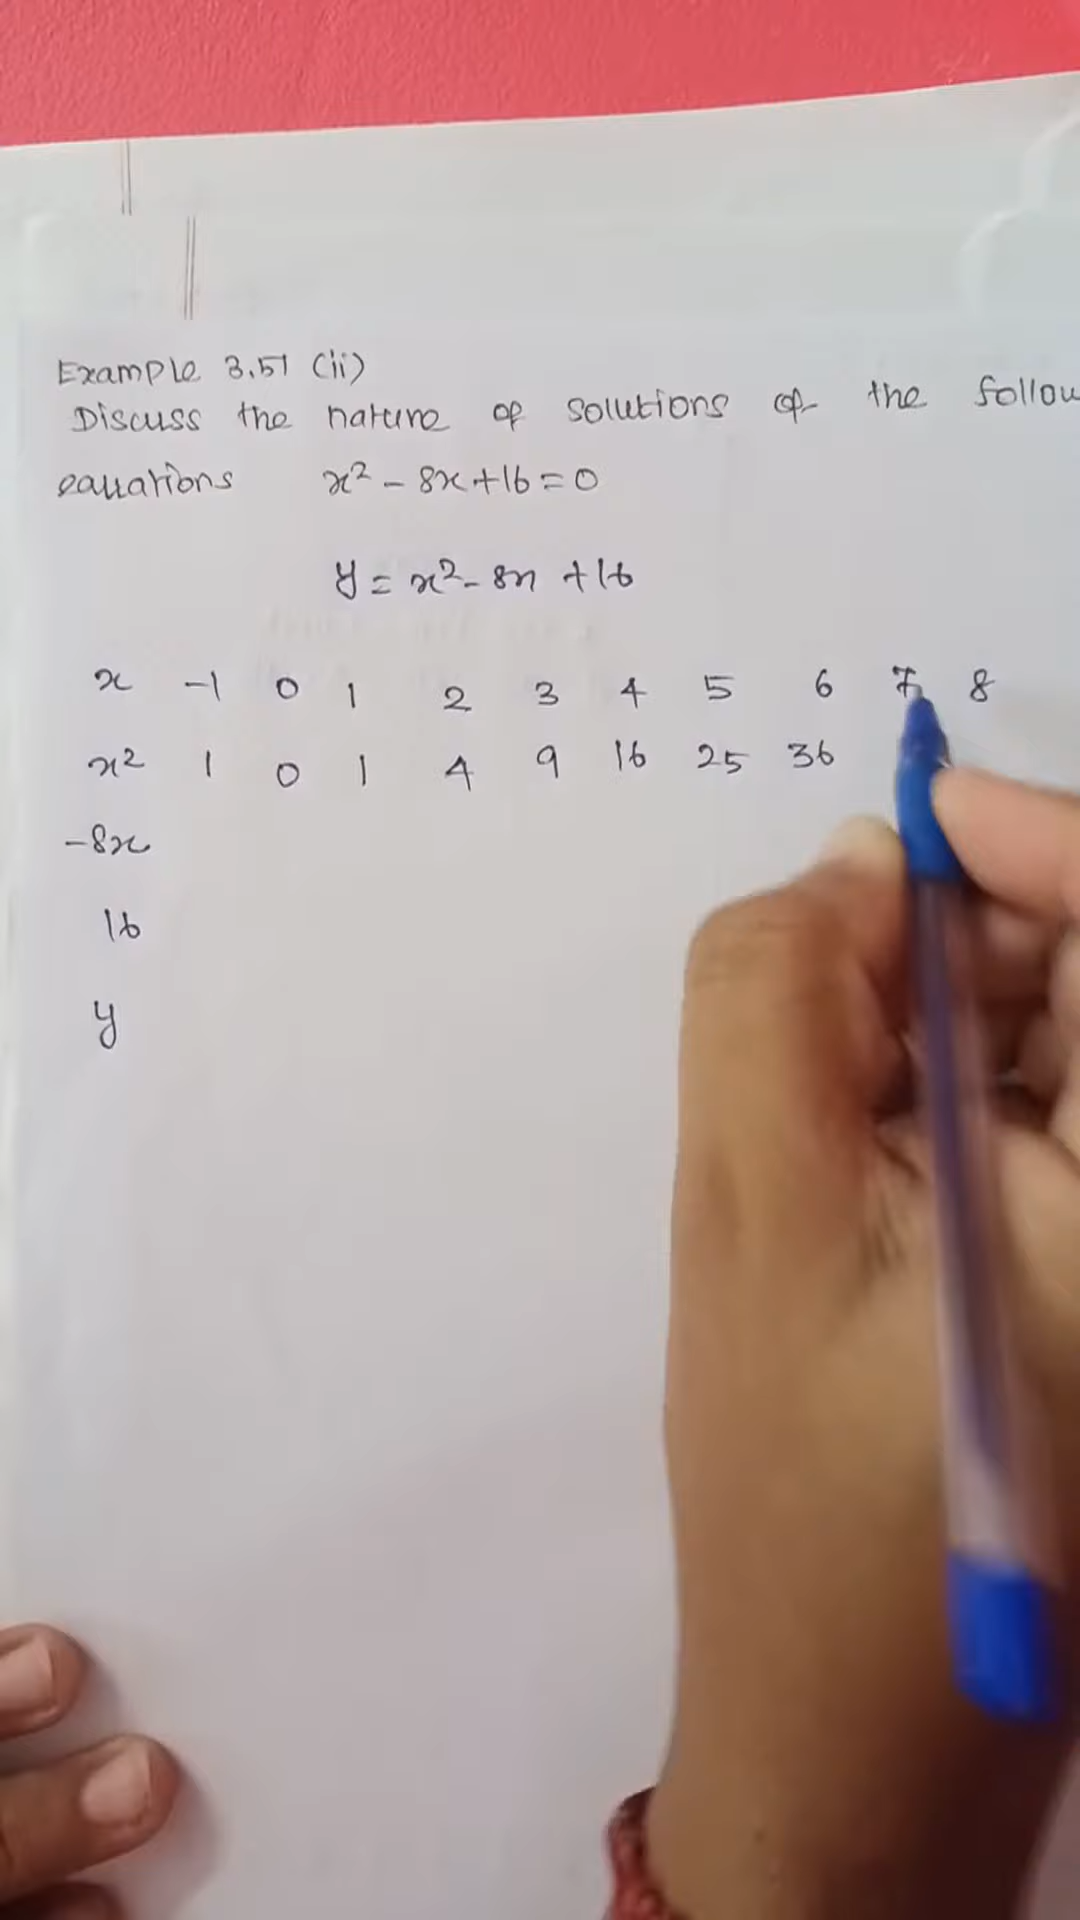 Example 3.51 (ii)
Discuss the nature of solutions of the follow
equations x² - 8x + 16 = 0
y = x² - 8x + 16
x -1 0 1 2 3 4 5 6 7 8
x² 1 0 1 4 9 16 25 36
-8x
16
y